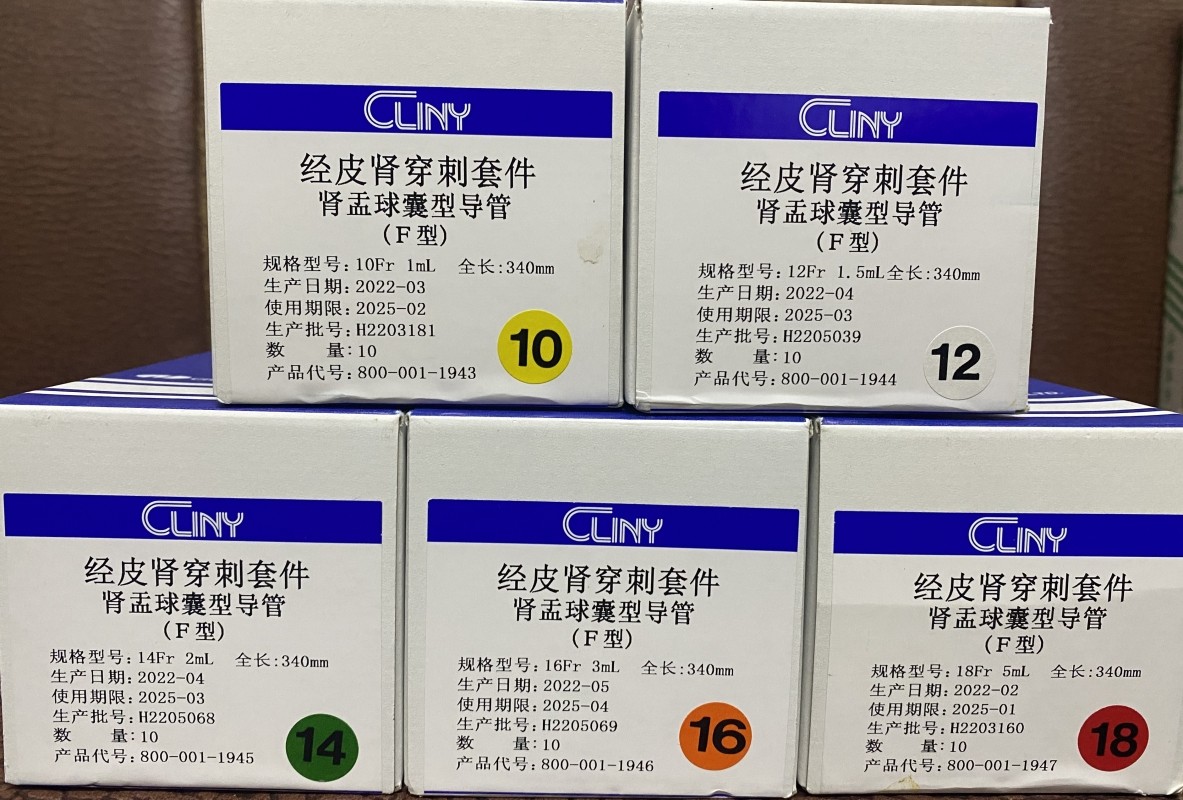 CLINY
经皮肾穿刺套件
肾盂球囊型导管
(F型)
规格型号:10Fr 1mL 全长:340mm
生产日期:2022-03
使用期限:2025-02
生产批号:H2203181
数 量:10
产品代号:800-001-1943
10
CLINY
经皮肾穿刺套件
肾盂球囊型导管
(F型)
规格型号:12Fr 1.5mL全长:340mm
生产日期:2022-04
使用期限:2025-03
生产批号:H2205039
数 量:10
产品代号:800-001-1944
12
CLINY
经皮肾穿刺套件
肾盂球囊型导管
(F型)
规格型号:14Fr 2mL 全长:340mm
生产日期:2022-04
使用期限:2025-03
生产批号:H2205068
数 量:10
产品代号:800-001-1945
14
CLINY
经皮肾穿刺套件
肾盂球囊型导管
(F型)
规格型号:16Fr 3mL 全长:340mm
生产日期:2022-05
使用期限:2025-04
生产批号:H2205069
数 量:10
产品代号:800-001-1946
16
CLINY
经皮肾穿刺套件
肾盂球囊型导管
(F型)
规格型号:18Fr 5mL 全长:340mm
生产日期:2022-02
使用期限:2025-01
生产批号:H2203160
数 量:10
产品代号:800-001-1947
18